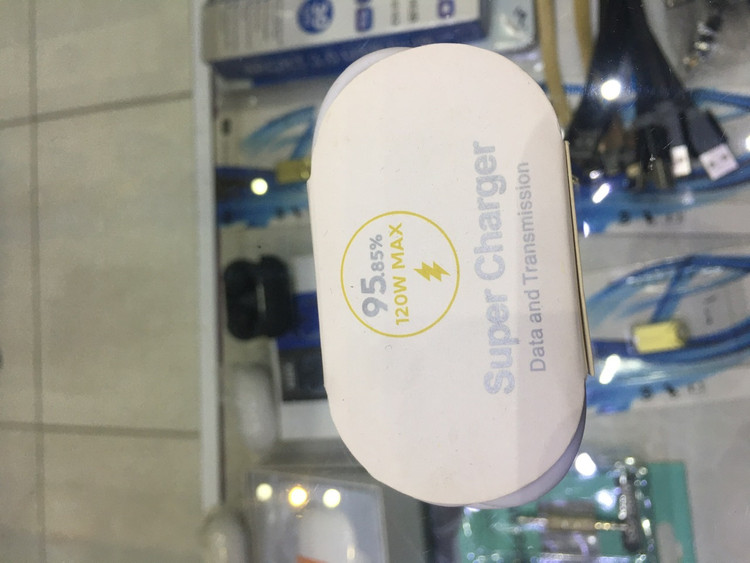 95.85%
120W MAX
Super Charger
Data and Transmission